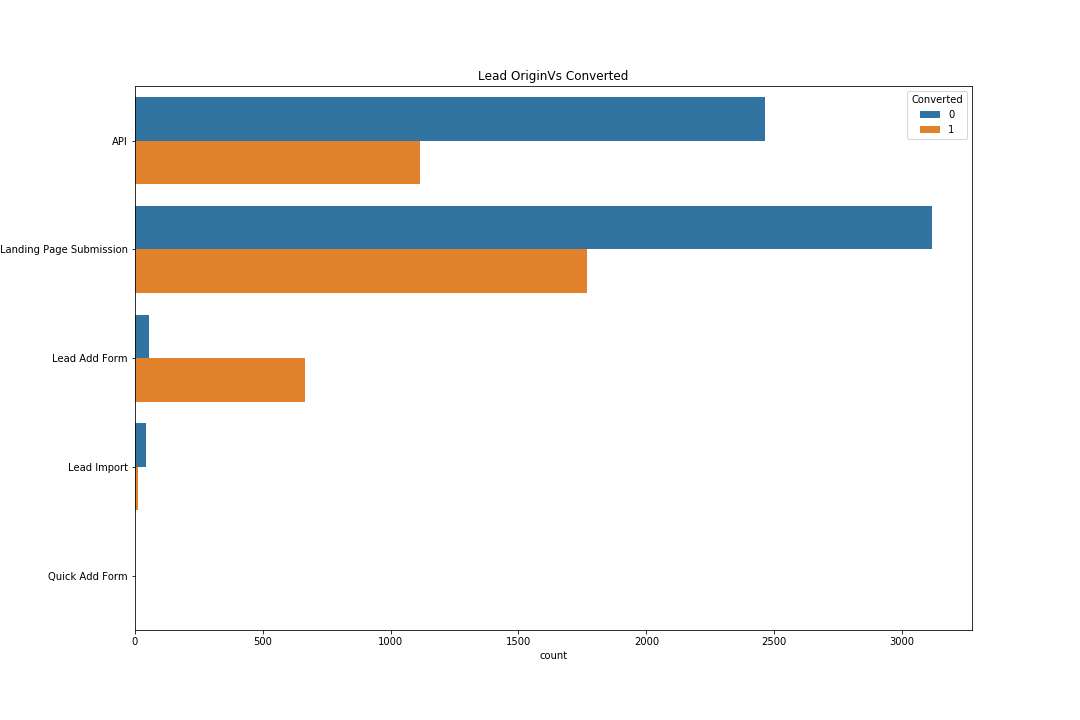 Lead OriginVs Converted
Converted
0
1
API
Landing Page Submission
Lead Add Form
Lead Import
Quick Add Form
0 500 1000 1500 2000 2500 3000
count